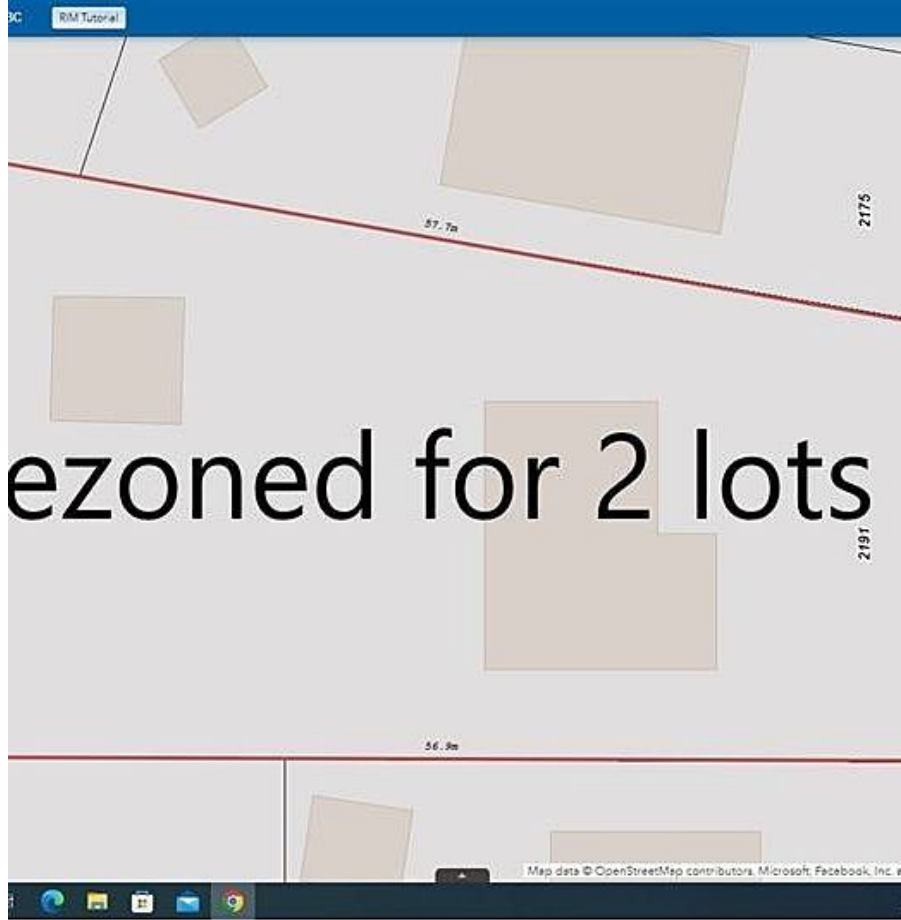 BC RIM Tutorial
2175
57.7m
ezoned for 2 lots
2191
56.9m
Map data © OpenStreetMap contributors, Microsoft, Facebook, Inc. a